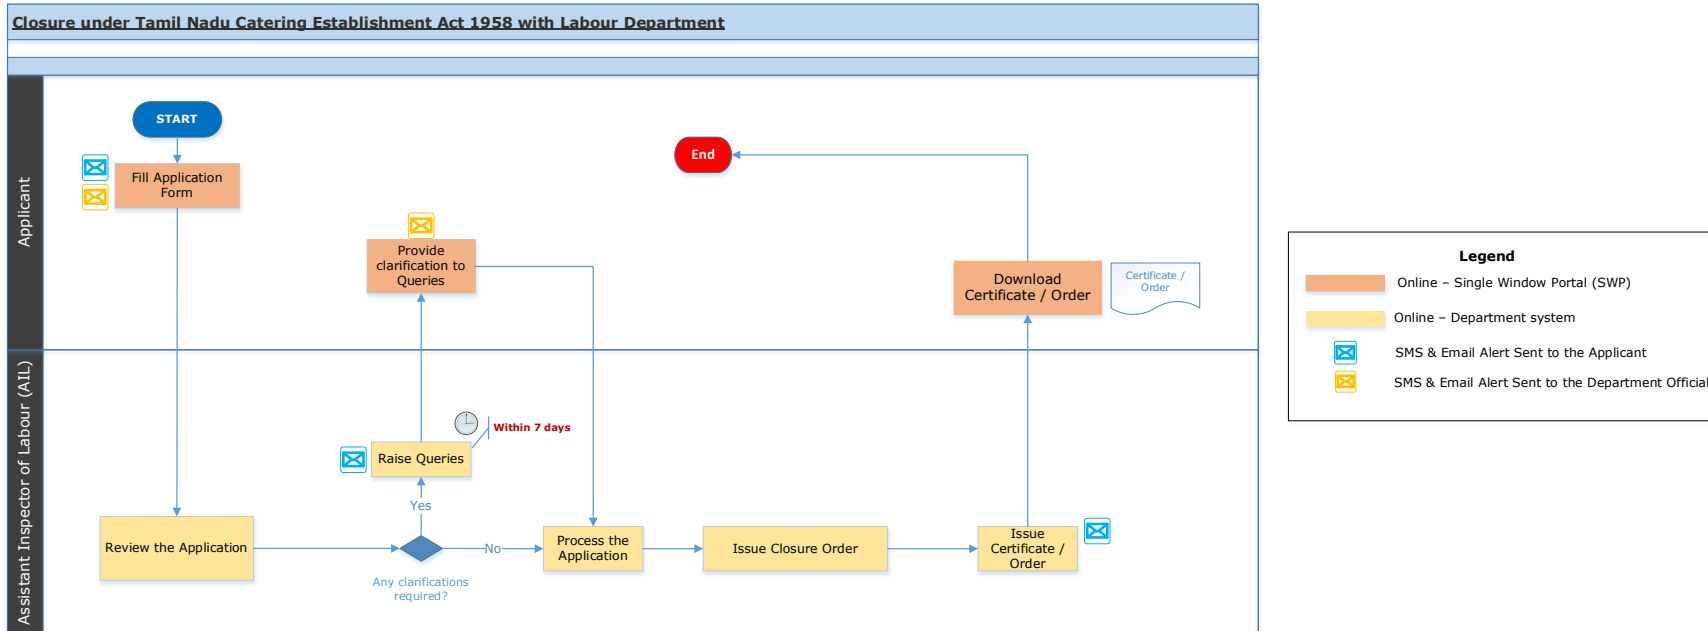 Closure under Tamil Nadu Catering Establishment Act 1958 with Labour Department
Applicant
START
Fill Application
Form
End
Provide
clarification to
Queries
Download
Certificate / Order
Certificate /
Order
Assistant Inspector of Labour (AIL)
Within 7 days
Raise Queries
Yes
Review the Application
No
Any clarifications
required?
Process the
Application
Issue Closure Order
Issue
Certificate /
Order
Legend
Online – Single Window Portal (SWP)
Online – Department system
SMS & Email Alert Sent to the Applicant
SMS & Email Alert Sent to the Department Official